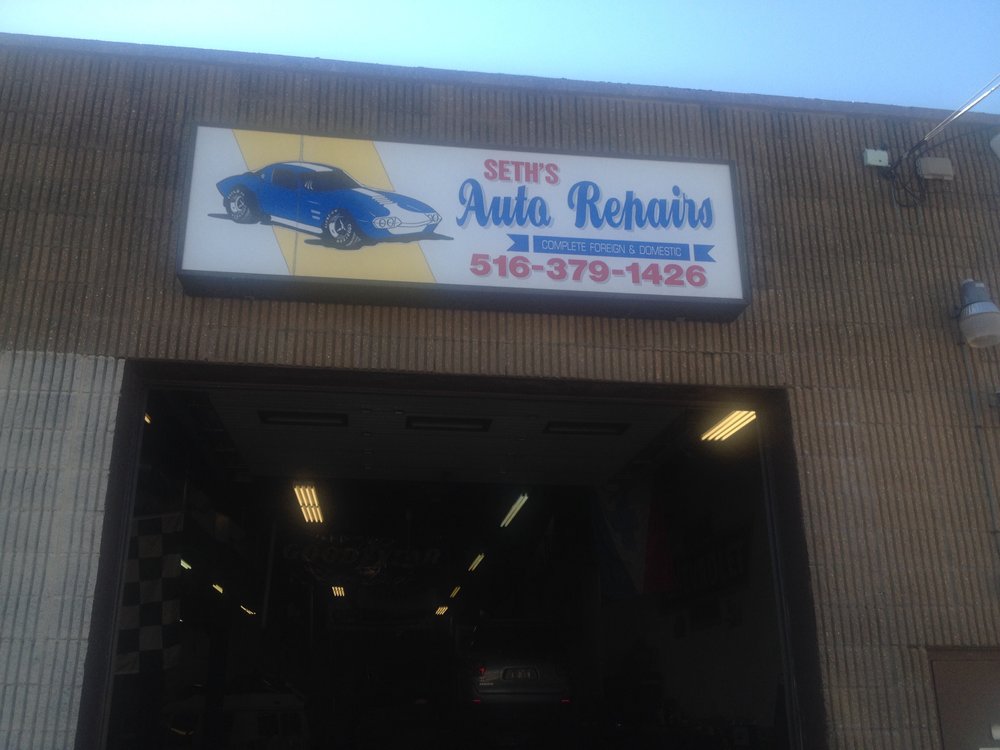 SETH'S
Auto Repairs
COMPLETE FOREIGN & DOMESTIC
516-379-1426